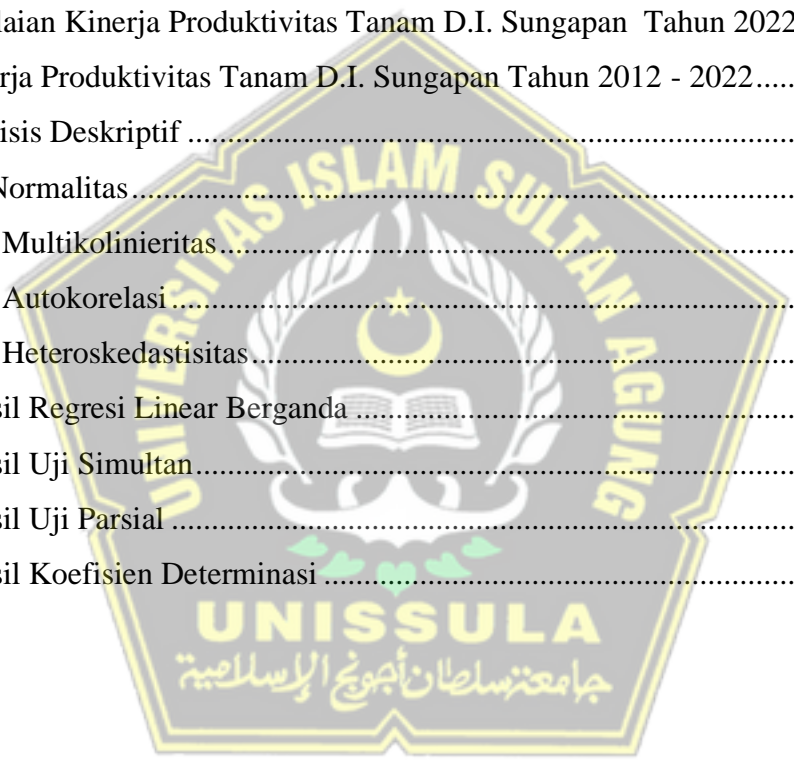 laian Kinerja Produktivitas Tanam D.I. Sungapan Tahun 2022
rja Produktivitas Tanam D.I. Sungapan Tahun 2012 - 2022.....
isis Deskriptif ................................................................................
Normalitas.......................................................................................
Multikolinieritas............................................................................
Autokorelasi..................................................................................
Heteroskedastisitas........................................................................
sil Regresi Linear Berganda ..........................................................
sil Uji Simultan...............................................................................
sil Uji Parsial ..................................................................................
sil Koefisien Determinasi ...............................................................
UNIVERSITAS ISLAM SULTAN AGUNG
UNISSULA
جامعة سلطان أجونج الإسلامية